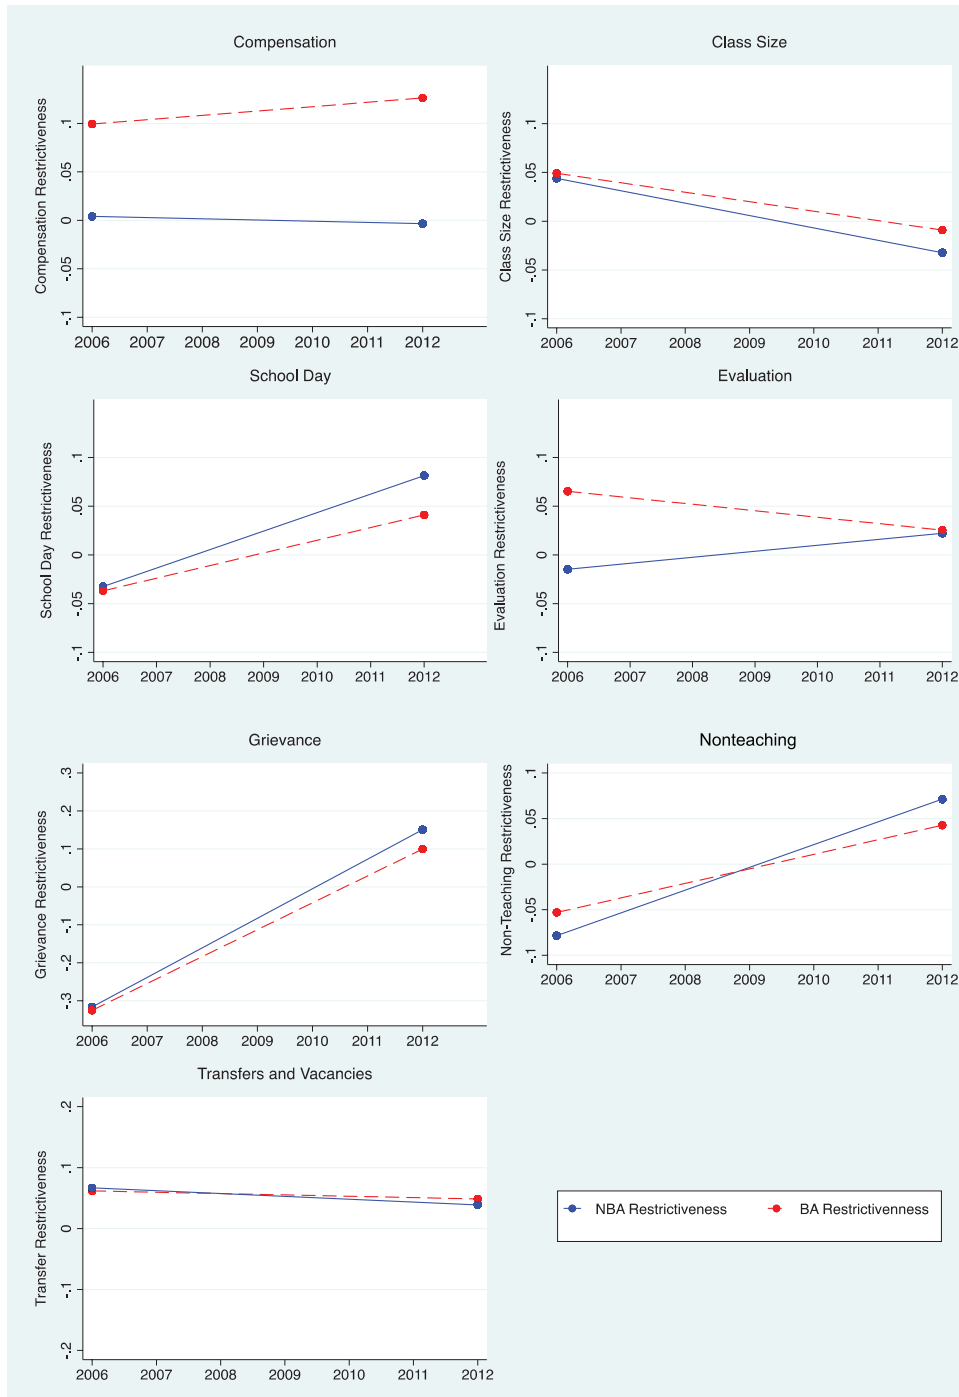 Compensation
Compensation Restrictiveness
.1
.05
0
-.05
-.1
2006 2007 2008 2009 2010 2011 2012
Class Size
Class Size Restrictiveness
.1
.05
0
-.05
-.1
2006 2007 2008 2009 2010 2011 2012
School Day
School Day Restrictiveness
.1
.05
0
-.05
-.1
2006 2007 2008 2009 2010 2011 2012
Evaluation
Evaluation Restrictiveness
.1
.05
0
-.05
-.1
2006 2007 2008 2009 2010 2011 2012
Grievance
Grievance Restrictiveness
.3
.2
.1
0
-.1
-.2
-.3
2006 2007 2008 2009 2010 2011 2012
Nonteaching
Non-Teaching Restrictiveness
.1
.05
0
-.05
-.1
2006 2007 2008 2009 2010 2011 2012
Transfers and Vacancies
Transfer Restrictiveness
.2
.1
0
-.1
-.2
2006 2007 2008 2009 2010 2011 2012
NBA Restrictiveness BA Restrictivenness